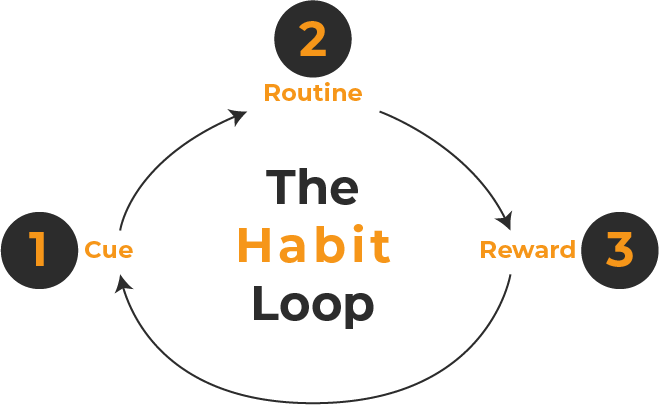 2
Routine
The
Habit
Loop
1
Cue
Reward
3